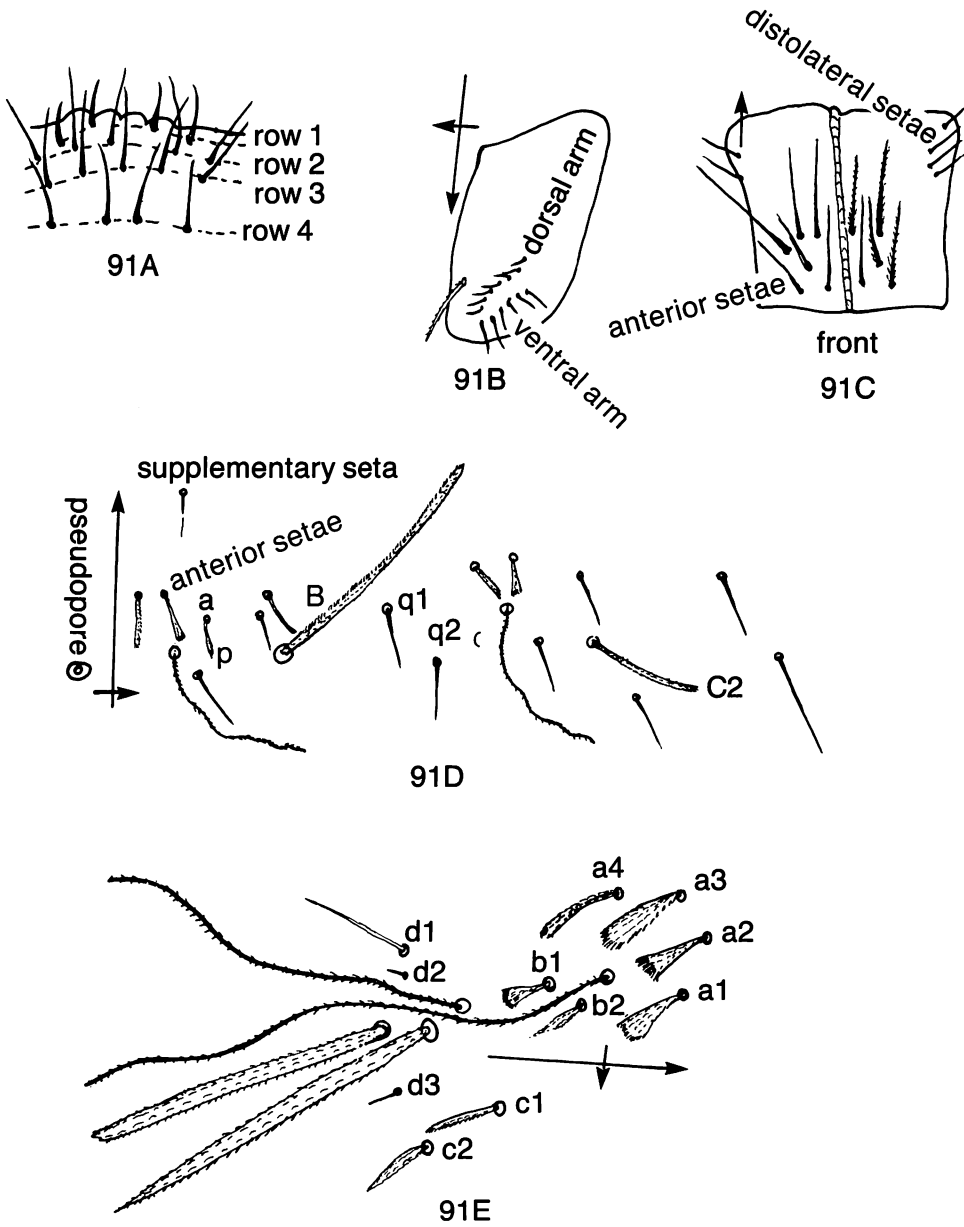 row 1
row 2
row 3
row 4
91A
dorsal arm
ventral arm
91B
distolateral setae
anterior setae
front
91C
supplementary seta
pseudopore
anterior setae
a
p
B
q1
q2
C2
91D
a4
a3
a2
a1
b1
b2
d1
d2
d3
c1
c2
91E